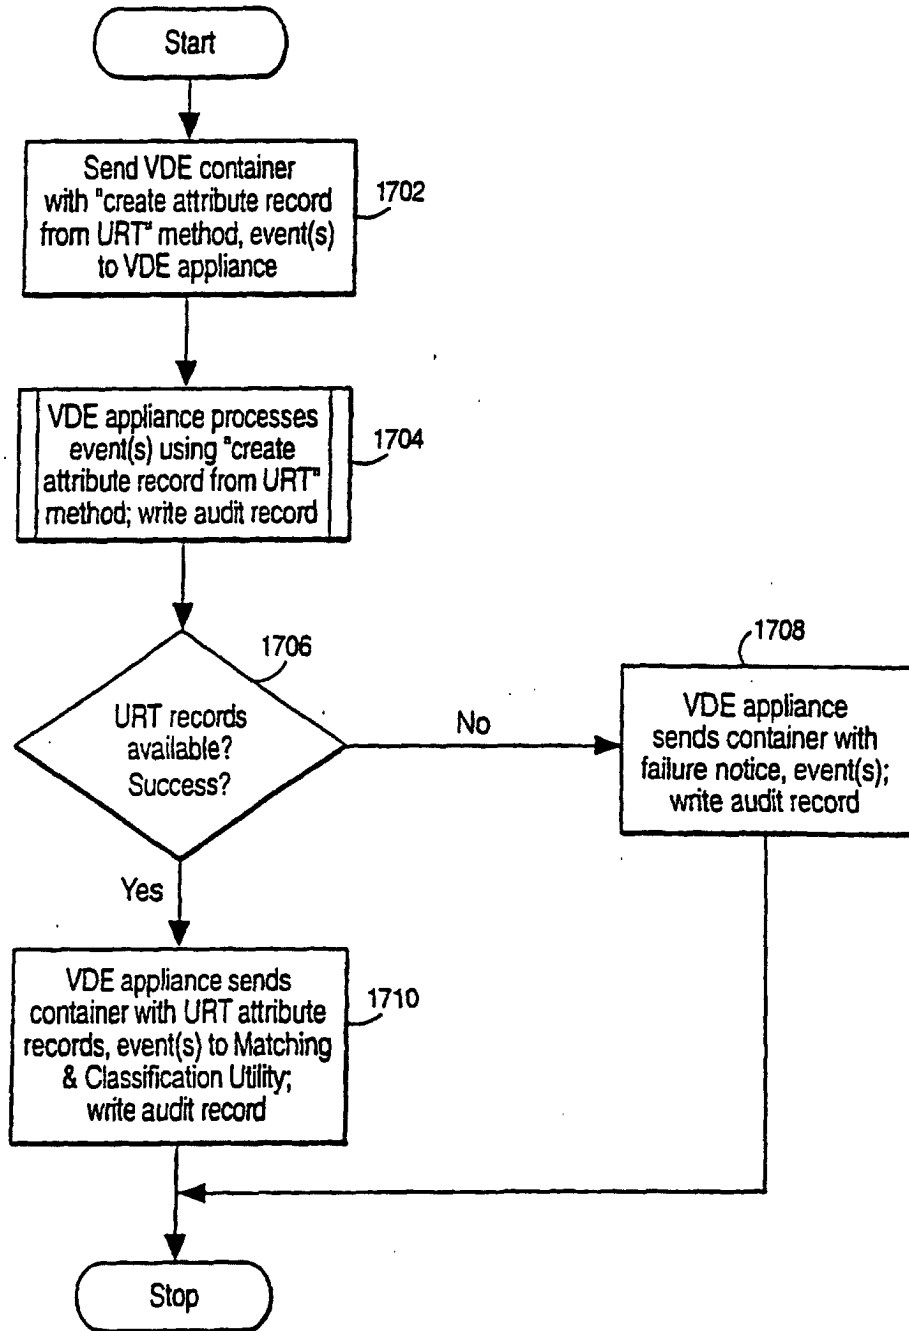 Start
Send VDE container
with "create attribute record
from URT" method, event(s)
to VDE appliance
1702
VDE appliance processes
event(s) using "create
attribute record from URT"
method; write audit record
1704
1706
URT records
available?
Success?
No
1708
VDE appliance
sends container with
failure notice, event(s);
write audit record
Yes
VDE appliance sends
container with URT attribute
records, event(s) to Matching
& Classification Utility;
write audit record
1710
Stop